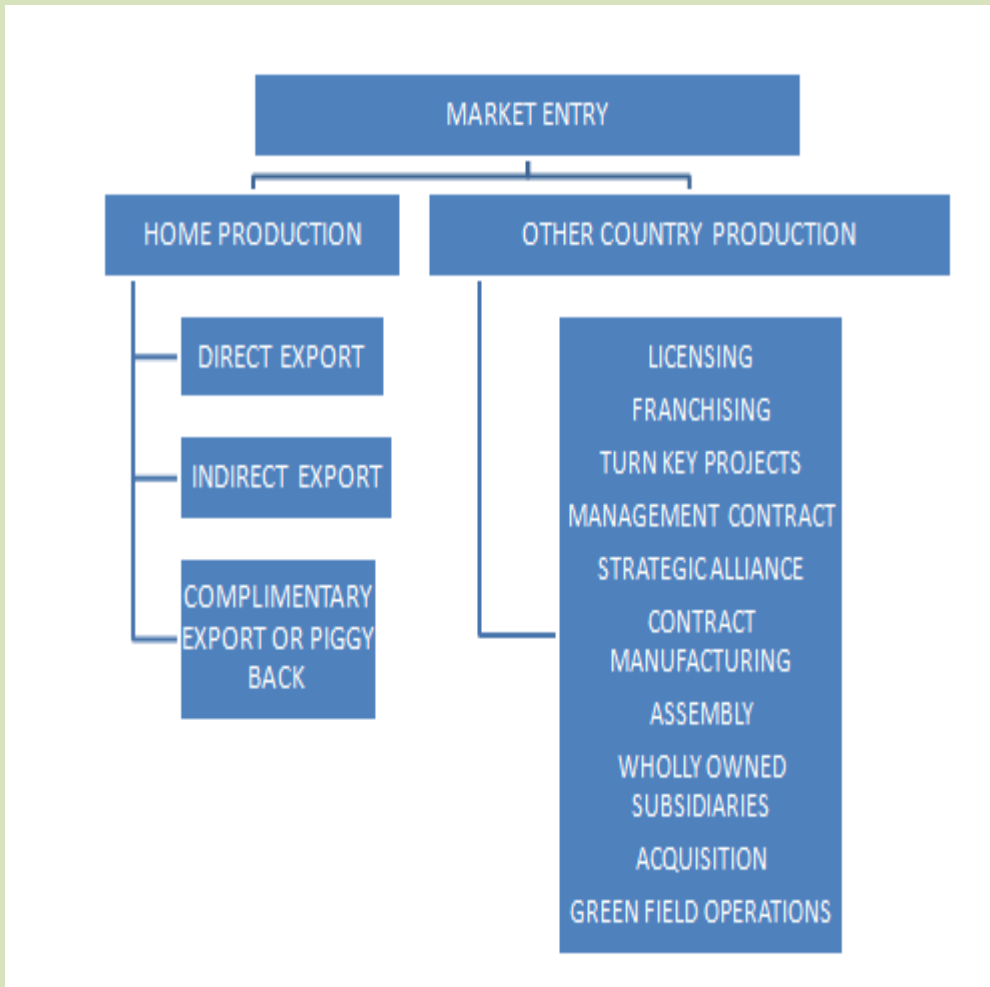 MARKET ENTRY
HOME PRODUCTION
OTHER COUNTRY PRODUCTION
DIRECT EXPORT
INDIRECT EXPORT
COMPLIMENTARY
EXPORT OR PIGGY
BACK
LICENSING
FRANCHISING
TURN KEY PROJECTS
MANAGEMENT CONTRACT
STRATEGIC ALLIANCE
CONTRACT
MANUFACTURING
ASSEMBLY
WHOLLY OWNED
SUBSIDIARIES
ACQUISITION
GREEN FIELD OPERATIONS